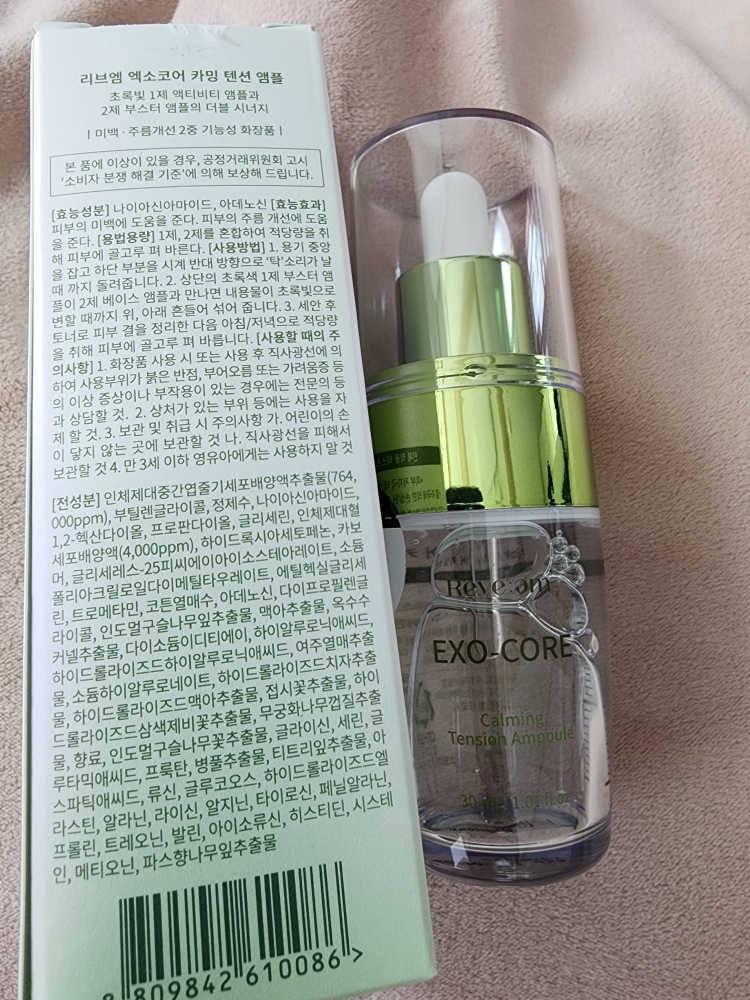 리브엠 엑소코어 카밍 텐션 앰플
초록빛 1제 액티비티 앰플과
2제 부스터 앰플의 더블 시너지
| 미백 · 주름개선 2중 기능성 화장품 |
본 품에 이상이 있을 경우, 공정거래위원회 고시
'소비자 분쟁 해결 기준'에 의해 보상해 드립니다.
[효능성분] 나이아신아마이드, 아데노신 [효능효과]
피부의 미백에 도움을 준다. 피부의 주름 개선에 도움
을 준다. [용법용량] 1제, 2제를 혼합하여 적당량을 취
해 피부에 골고루 펴 바른다. [사용방법] 1. 용기 중앙
을 잡고 하단 부분을 시계 반대 방향으로 '탁'소리가 날
때 까지 돌려줍니다. 2. 상단의 초록색 1제 부스터 앰
플이 2제 베이스 앰플과 만나면 내용물이 초록빛으로
변할 때까지 위, 아래 흔들어 섞어 줍니다. 3. 세안 후
토너로 피부 결을 정리한 다음 아침/저녁으로 적당량
을 취해 피부에 골고루 펴 바릅니다. [사용할 때의 주
의사항] 1. 화장품 사용 시 또는 사용 후 직사광선에 의
하여 사용부위가 붉은 반점, 부어오름 또는 가려움증 등
의 이상 증상이나 부작용이 있는 경우에는 전문의 등
과 상담할 것. 2. 상처가 있는 부위 등에는 사용을 자
제 할 것. 3. 보관 및 취급 시 주의사항 가. 어린이의 손
이 닿지 않는 곳에 보관할 것 나. 직사광선을 피해서
보관할 것 4. 만 3세 이하 영유아에게는 사용하지 말 것
[전성분] 인체제대중간엽줄기세포배양액추출물(764,
000ppm), 부틸렌글라이콜, 정제수, 나이아신아마이드,
1,2-헥산다이올, 프로판다이올, 글리세린, 인체제대혈
세포배양액(4,000ppm), 하이드록시아세토페논, 카보
머, 글리세레스-25피씨에이아이소스테아레이트, 소듐
폴리아크릴로일다이메틸타우레이트, 에틸헥실글리세
린, 트로메타민, 코튼열매수, 아데노신, 다이프로필렌글
라이콜, 인도멀구슬나무잎추출물, 맥아추출물, 옥수수
커넬추출물, 다이소듐이디티에이, 하이알루로닉애씨드,
하이드롤라이즈드하이알루로닉애씨드, 여주열매추출
물, 소듐하이알루로네이트, 하이드롤라이즈드치자추출
물, 하이드롤라이즈드맥아추출물, 접시꽃추출물, 하이
드롤라이즈드삼색제비꽃추출물, 무궁화나무껍질추출
물, 향료, 인도멀구슬나무꽃추출물, 글라이신, 세린, 글
루타믹애씨드, 프룩탄, 병풀추출물, 티트리잎추출물, 아
스파틱애씨드, 류신, 글루코오스, 하이드롤라이즈드엘
라스틴, 알라닌, 라이신, 알지닌, 타이로신, 페닐알라닌,
프롤린, 트레오닌, 발린, 아이소류신, 히스티딘, 시스테
인, 메티오닌, 파스향나무잎추출물
8 809842 610086 >
Reve:am
EXO-CORE
Calming
Tension Ampoule